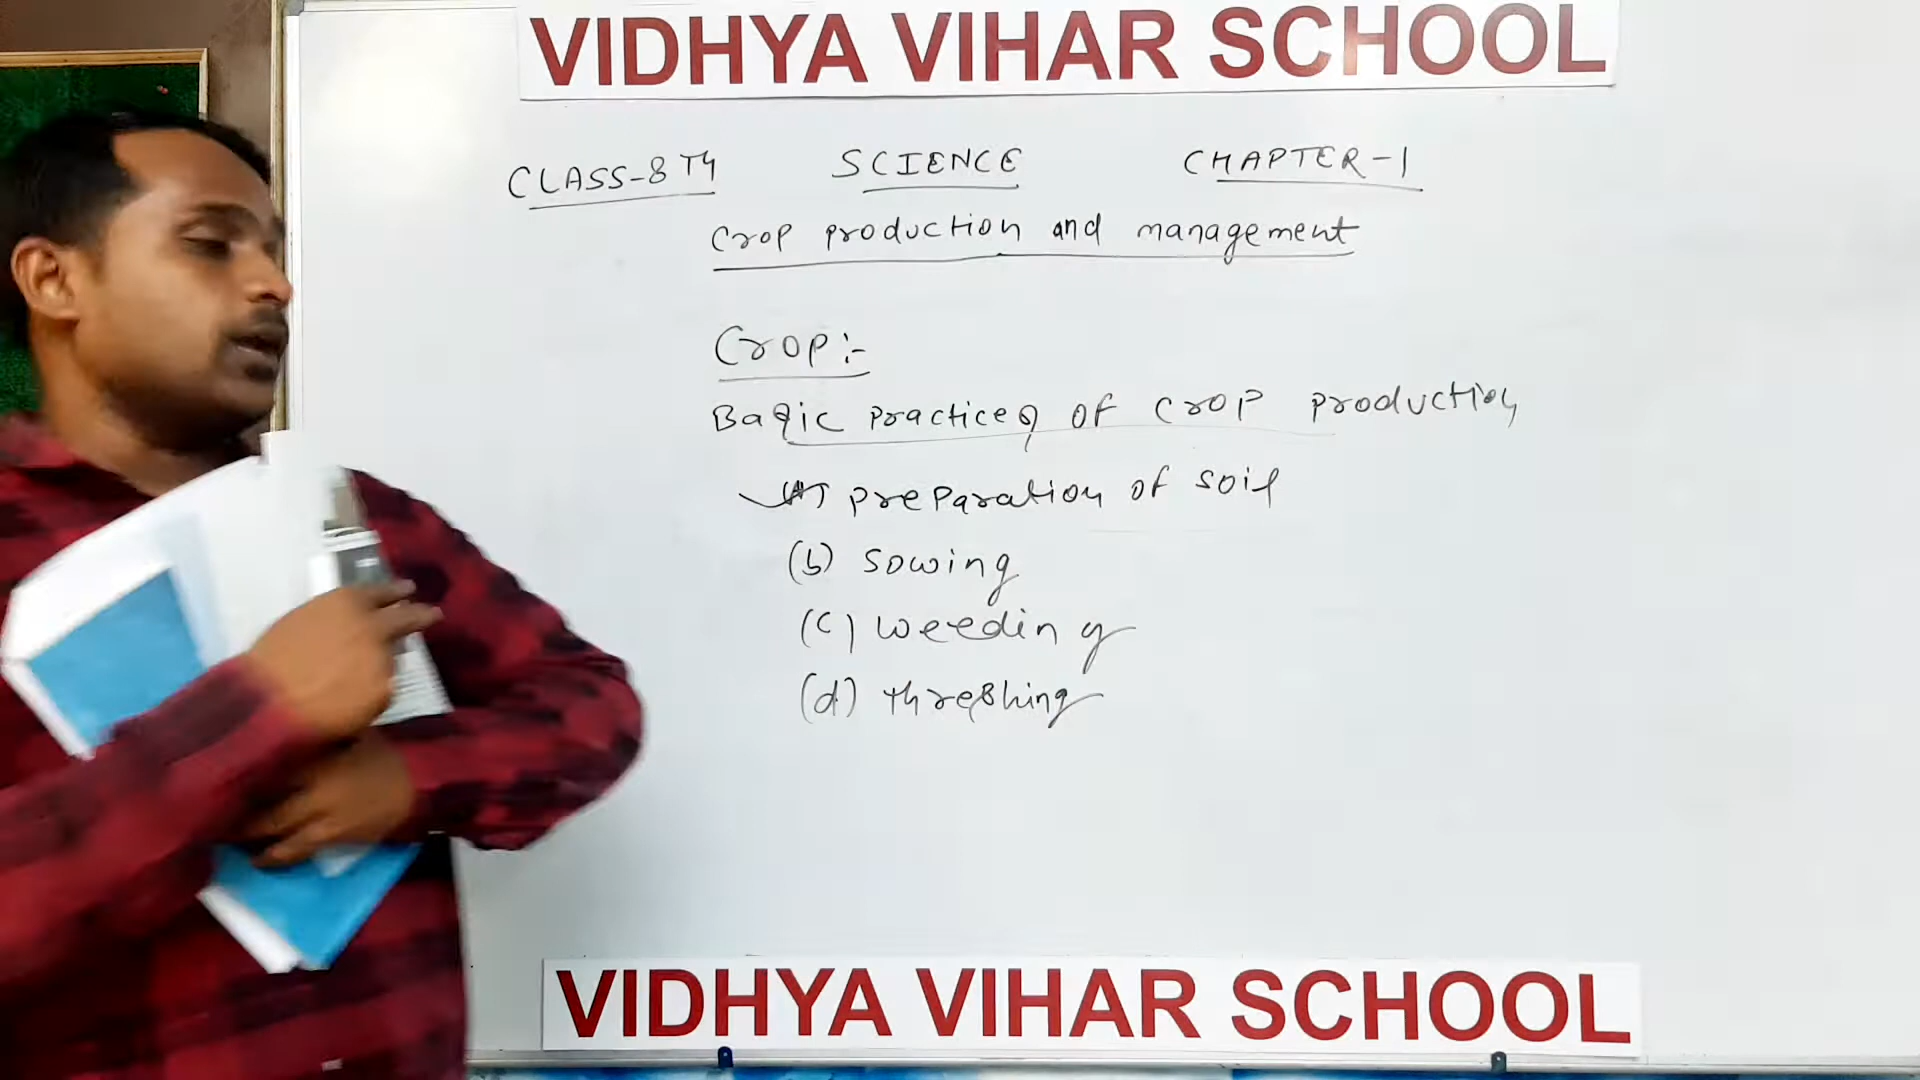 VIDHYA VIHAR SCHOOL
CLASS-8TH SCIENCE CHAPTER-1
Crop production and management
Crop:-
Basic practices of crop production
preparation of soil
(b) sowing
(c) weeding
(d) threshing
VIDHYA VIHAR SCHOOL